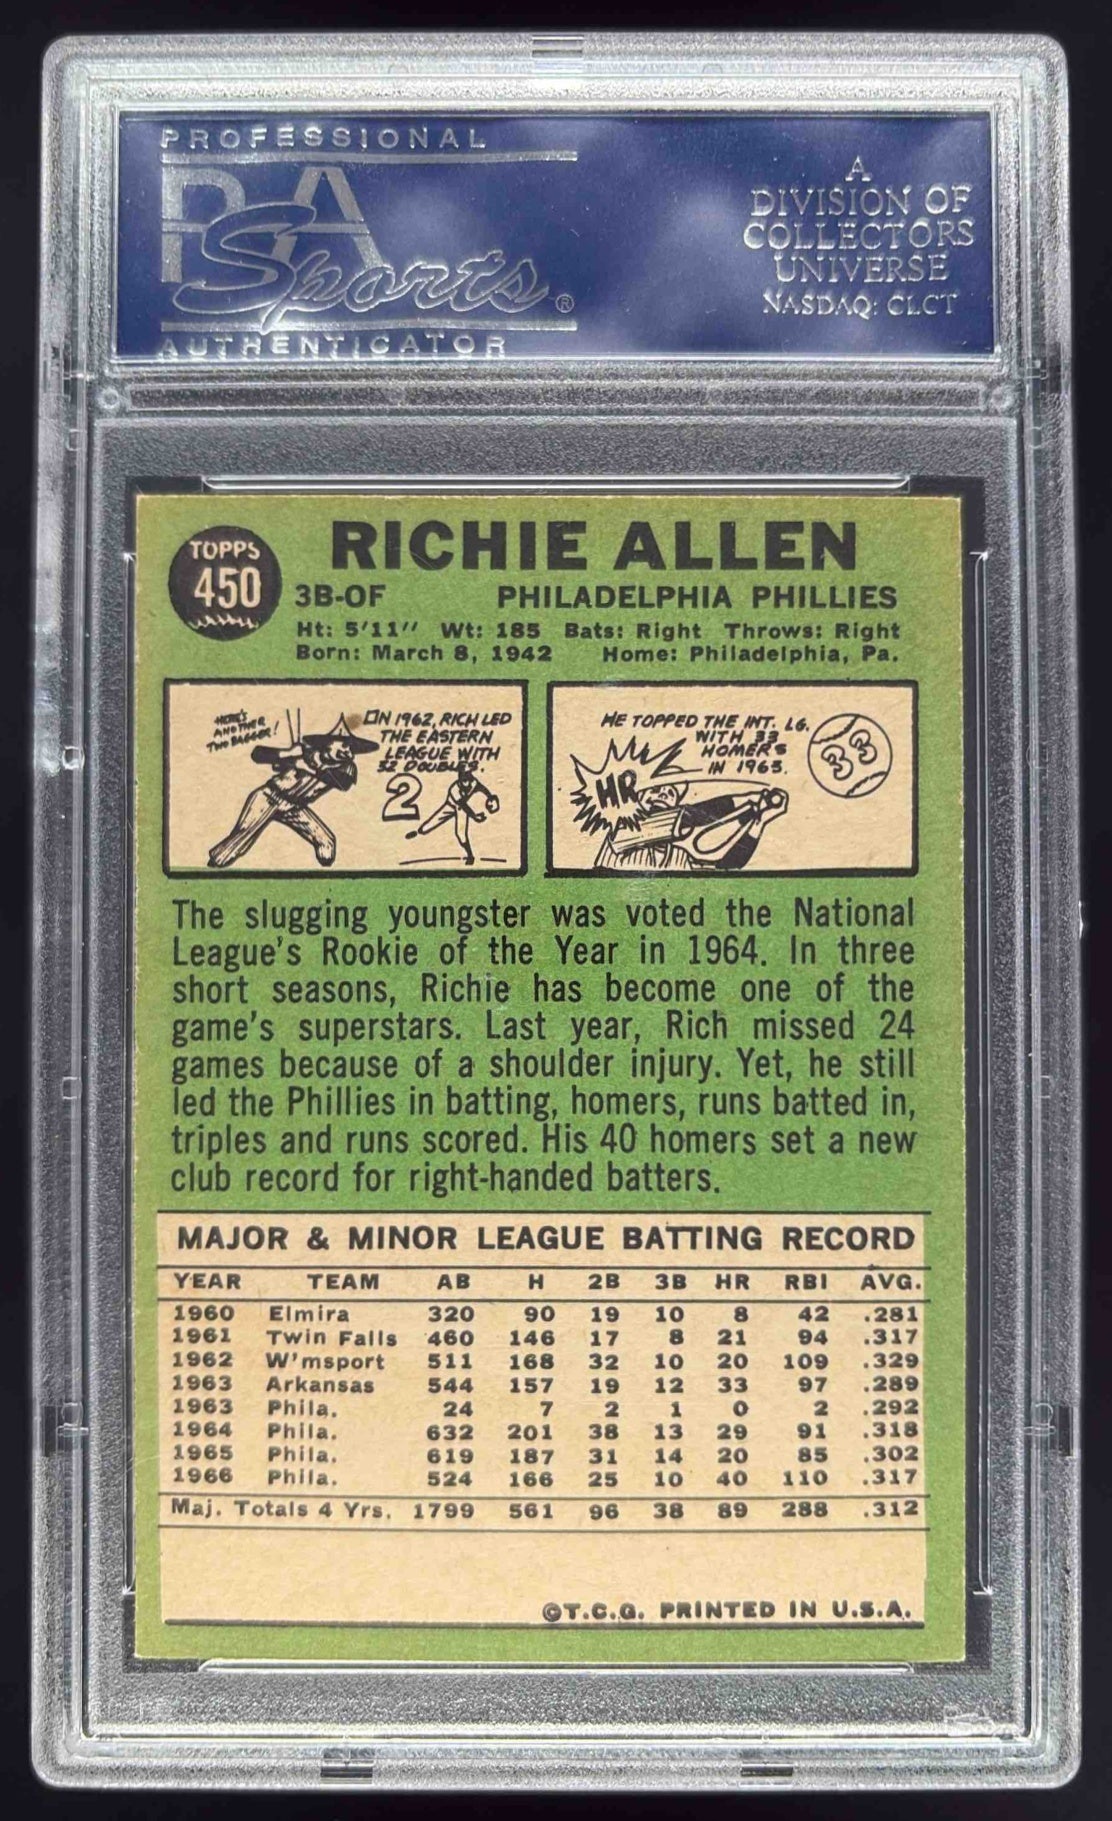 PROFESSIONAL
PSA
Sports®
AUTHENTICATOR
A
DIVISION OF
COLLECTORS
UNIVERSE
NASDAQ: CLCT
TOPPS
450
RICHIE ALLEN
3B-OF PHILADELPHIA PHILLIES
Ht: 5'11" Wt: 185 Bats: Right Throws: Right
Born: March 8, 1942 Home: Philadelphia, Pa.
HERE'S
ANOTHER
TWO BAGGER!
ON 1962, RICH LED
THE EASTERN
LEAGUE WITH
32 DOUBLES.
2
HE TOPPED THE INT. LG.
WITH 33
HOMERS
IN 1963.
HR
33
The slugging youngster was voted the National
League's Rookie of the Year in 1964. In three
short seasons, Richie has become one of the
game's superstars. Last year, Rich missed 24
games because of a shoulder injury. Yet, he still
led the Phillies in batting, homers, runs batted in,
triples and runs scored. His 40 homers set a new
club record for right-handed batters.
MAJOR & MINOR LEAGUE BATTING RECORD
YEAR TEAM AB H 2B 3B HR RBI AVG.
1960 Elmira 320 90 19 10 8 42 .281
1961 Twin Falls 460 146 17 8 21 94 .317
1962 W'msport 511 168 32 10 20 109 .329
1963 Arkansas 544 157 19 12 33 97 .289
1963 Phila. 24 7 2 1 0 2 .292
1964 Phila. 632 201 38 13 29 91 .318
1965 Phila. 619 187 31 14 20 85 .302
1966 Phila. 524 166 25 10 40 110 .317
Maj. Totals 4 Yrs. 1799 561 96 38 89 288 .312
©T.C.G. PRINTED IN U.S.A.